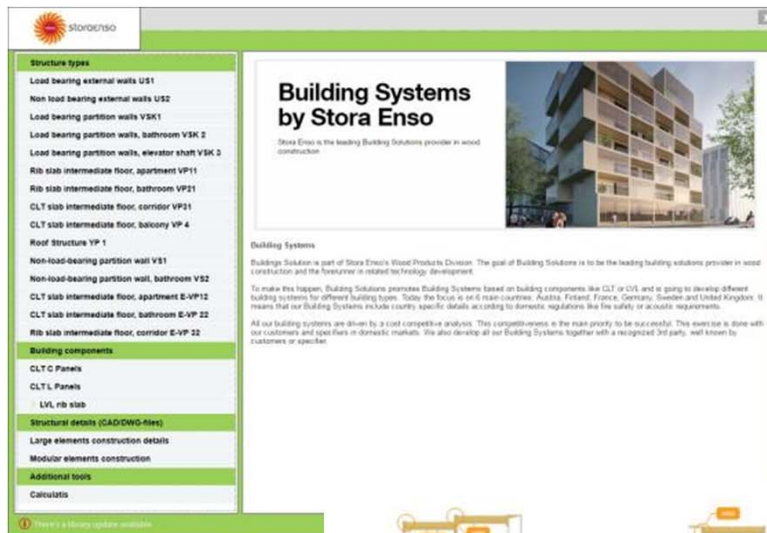 storaenso
Structure types
Load bearing external walls US1
Non load bearing external walls US2
Load bearing partition walls VSK1
Load bearing partition walls, bathroom VSK 2
Load bearing partition walls, elevator shaft VSK 3
Rib slab intermediate floor, apartment VP11
Rib slab intermediate floor, bathroom VP21
CLT slab intermediate floor, corridor VP31
CLT slab intermediate floor, balcony VP 4
Roof Structure YP 1
Non-load-bearing partition wall VS1
Non-load-bearing partition wall, bathroom VS2
CLT slab intermediate floor, apartment E-VP12
CLT slab intermediate floor, bathroom E-VP 22
Rib slab intermediate floor, corridor E-VP 32
Building components
CLT C Panels
CLT L Panels
LVL rib slab
Structural details (CAD/DWG-files)
Large elements construction details
Modular elements construction
Additional tools
Calculatis
There's a library update available
Building Systems
by Stora Enso
Stora Enso is the leading Building Solutions provider in wood
construction
Building Systems
Buildings Solution is part of Stora Enso's Wood Products Division. The goal of Building Solutions is to be the leading building solutions provider in wood
construction and the forerunner in related technology development.
To make this happen, Building Solutions promotes Building Systems based on building components like CLT or LVL and is going to develop different
building systems for different building types. Today the focus is on 6 main countries: Austria, Finland, France, Germany, Sweden and United Kingdom. It
means that our Building Systems include country specific details according to domestic regulations like fire safety or acoustic requirements.
All our building systems are driven by a cost competitive analysis. This competitiveness is the main priority to be successful. This exercise is done with
our customers and specifiers in domestic markets. We also develop all our Building Systems together with a recognized 3rd party, well known by
customers or specifier.